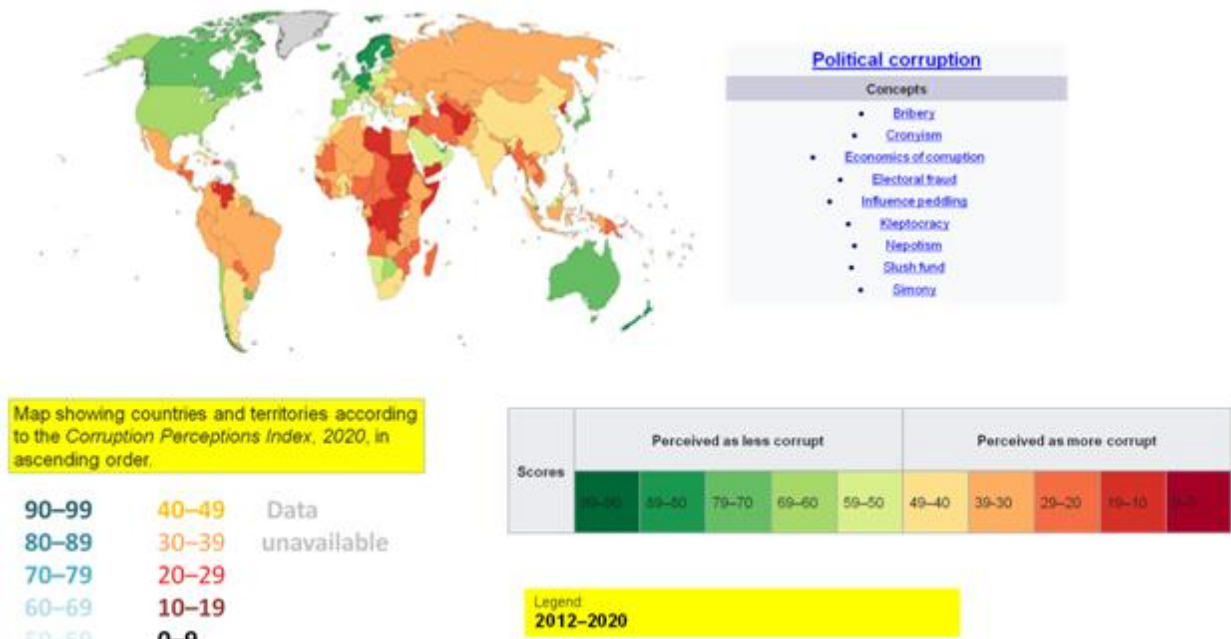 Political corruption
Concepts
• Bribery
• Cronyism
• Economics of corruption
• Electoral fraud
• Influence peddling
• Kleptocracy
• Nepotism
• Slush fund
• Simony
Map showing countries and territories according
to the Corruption Perceptions Index, 2020, in
ascending order.
90–99 40–49 Data
80–89 30–39 unavailable
70–79 20–29
60–69 10–19
50–59 0–9
Scores
Perceived as less corrupt Perceived as more corrupt
89–80 79–70 69–60 59–50 49–40 39-30 29–20 19–10
Legend:
2012–2020